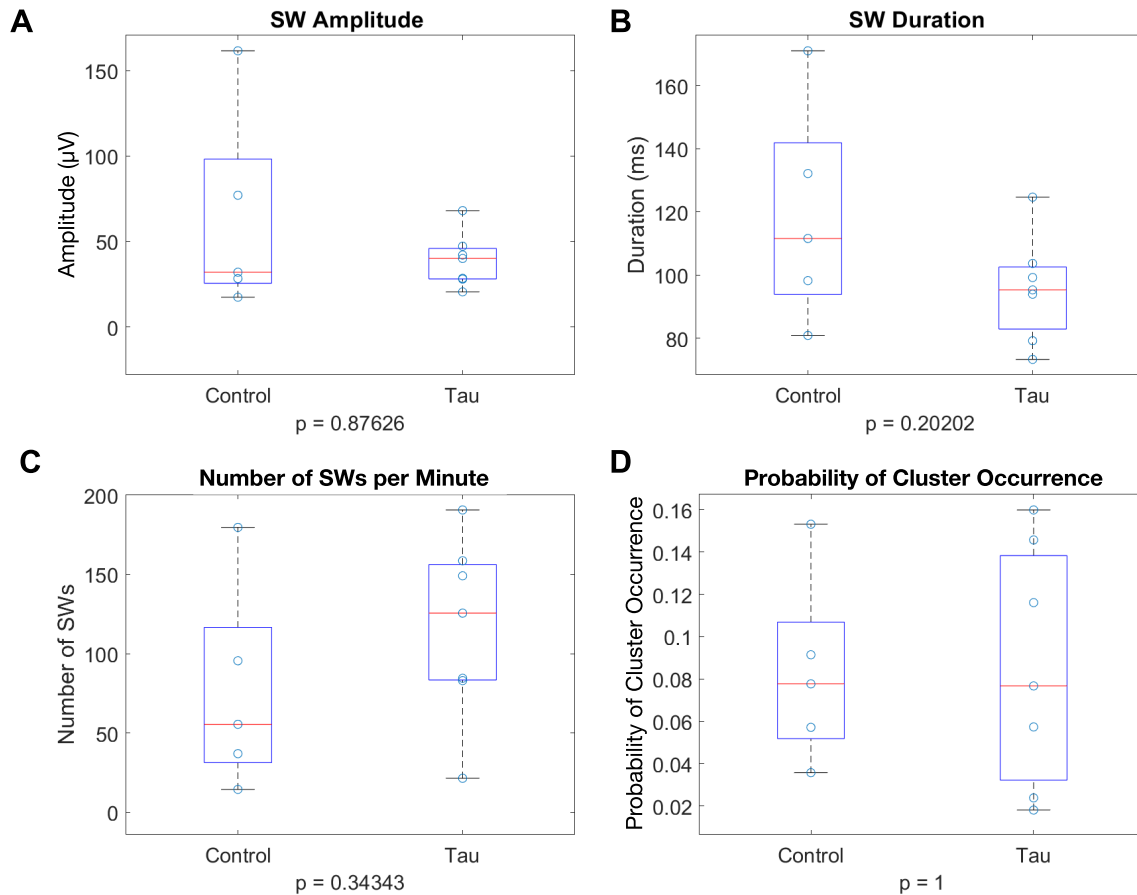 A
SW Amplitude
Amplitude (µV)
150
100
50
0
Control
Tau
p = 0.87626
B
SW Duration
Duration (ms)
160
140
120
100
80
Control
Tau
p = 0.20202
C
Number of SWs per Minute
Number of SWs
200
150
100
50
0
Control
Tau
p = 0.34343
D
Probability of Cluster Occurrence
Probability of Cluster Occurrence
0.16
0.14
0.12
0.1
0.08
0.06
0.04
0.02
Control
Tau
p = 1